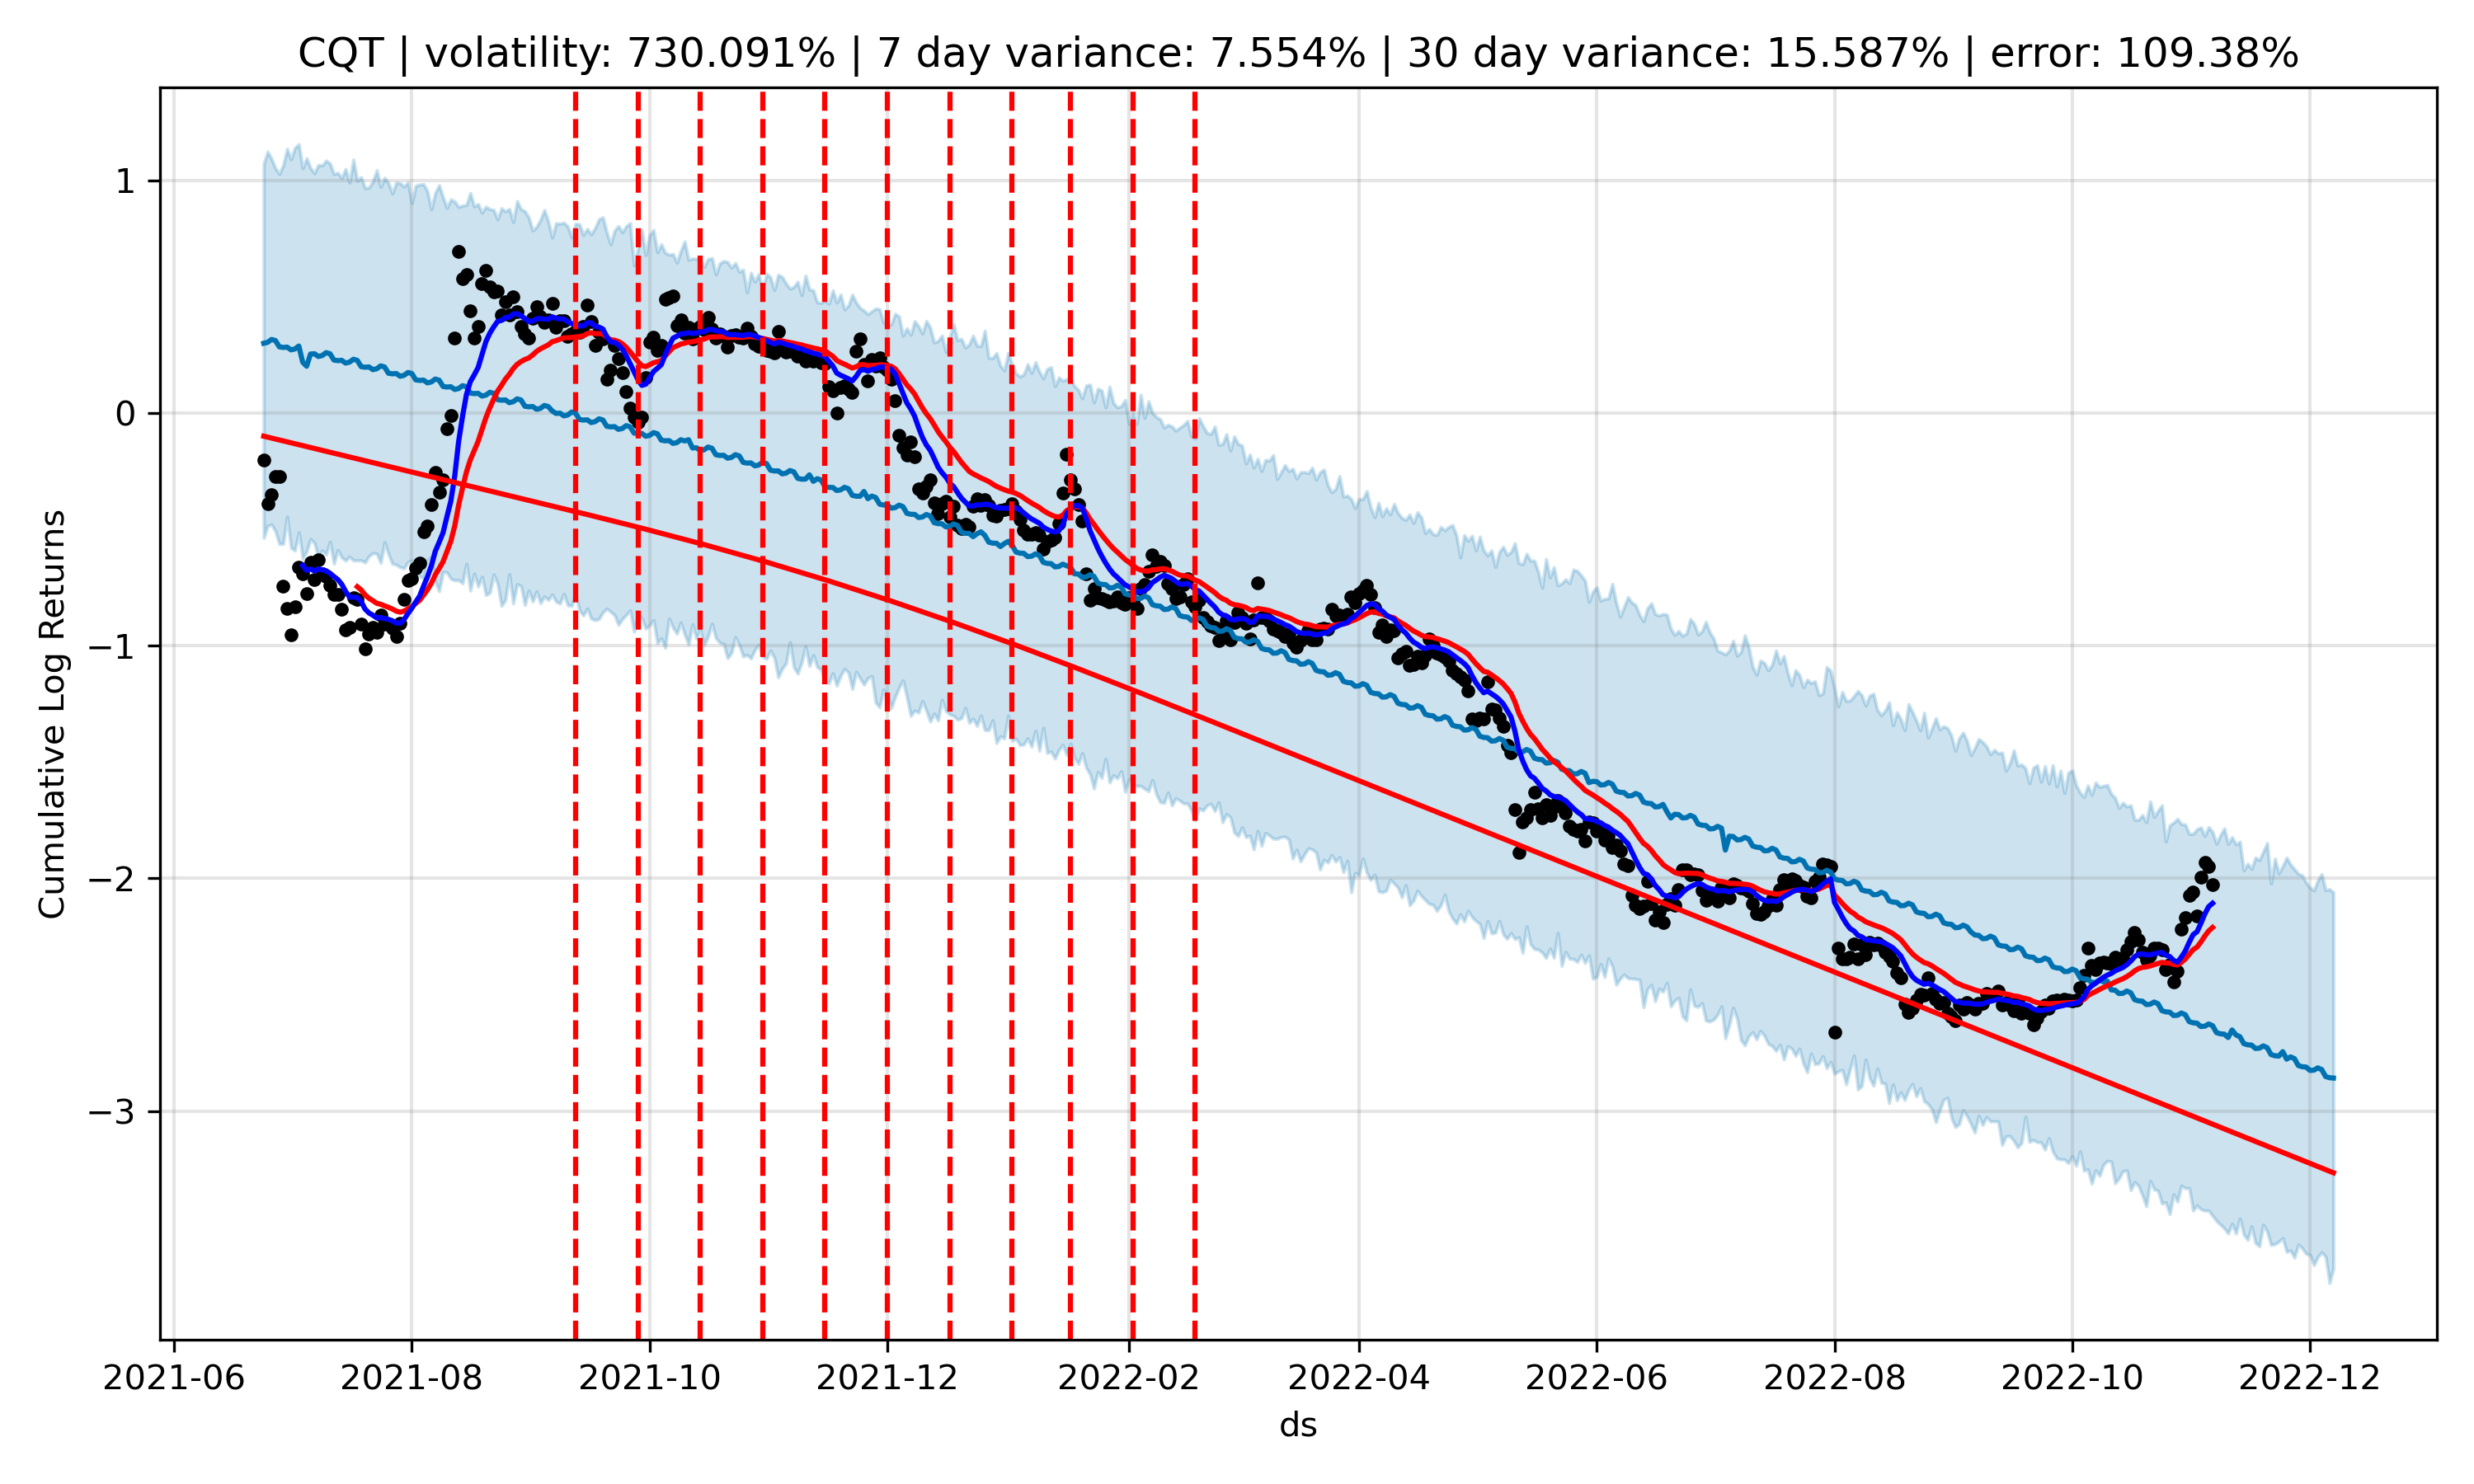 CQT | volatility: 730.091% | 7 day variance: 7.554% | 30 day variance: 15.587% | error: 109.38%
Cumulative Log Returns
1
0
−1
−2
−3
2021-06 2021-08 2021-10 2021-12 2022-02 2022-04 2022-06 2022-08 2022-10 2022-12
ds